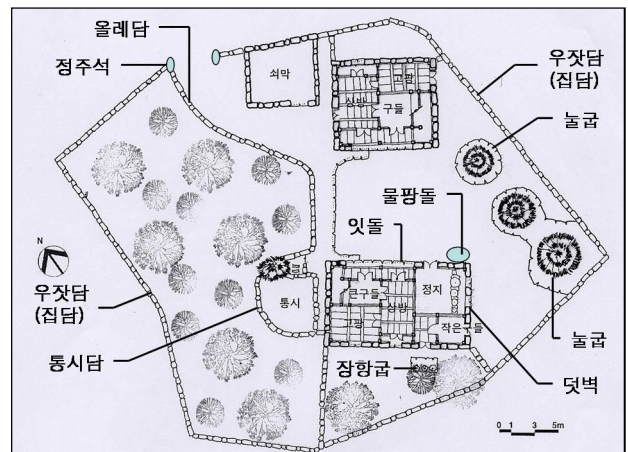 올레담
정주석
우잣담
(집담)
눌굽
쇠막
고팡
상방
구들
물팡돌
잇돌
N
우잣담
(집담)
통시담
통시
큰구들
고팡
상방
정지
작은구들
장항굽
눌굽
덧벽
0 1 3 5m